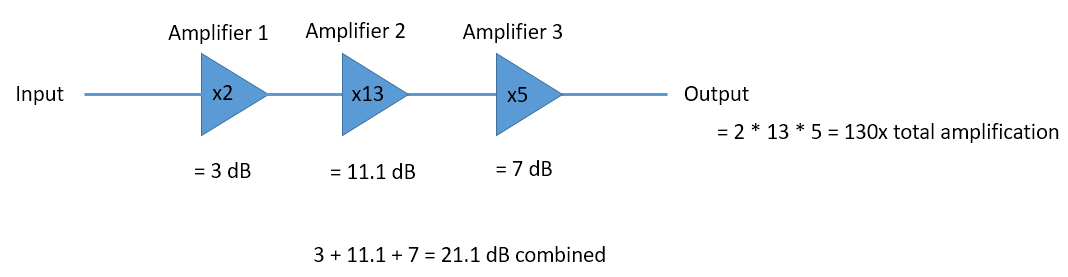 Amplifier 1 Amplifier 2 Amplifier 3
Input x2 x13 x5 Output
= 2 * 13 * 5 = 130x total amplification
= 3 dB = 11.1 dB = 7 dB
3 + 11.1 + 7 = 21.1 dB combined